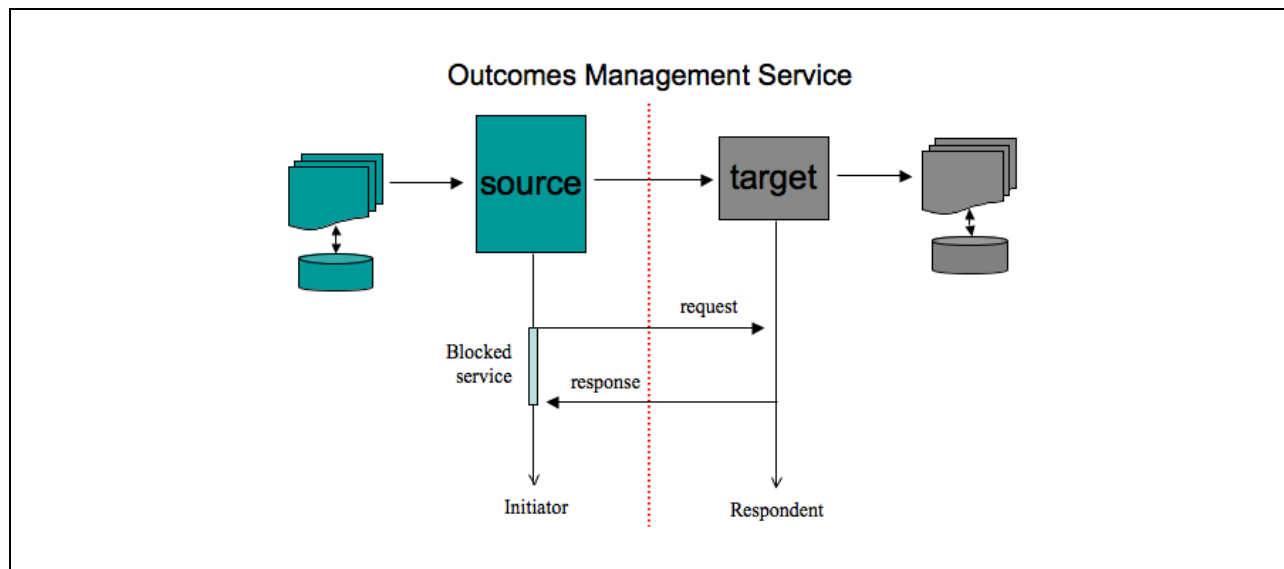 Outcomes Management Service
source
target
request
Blocked
service
response
Initiator
Respondent